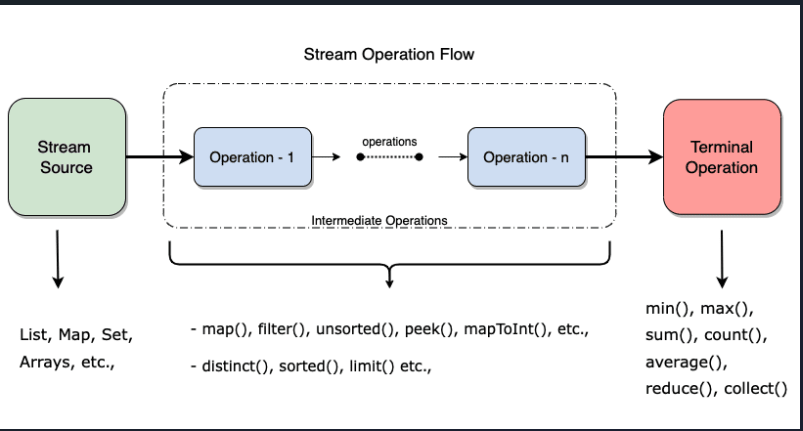 Stream Operation Flow
Stream
Source
Operation - 1
operations
Operation - n
Terminal
Operation
Intermediate Operations
List, Map, Set,
Arrays, etc.,
- map(), filter(), unsorted(), peek(), mapToInt(), etc.,
- distinct(), sorted(), limit() etc.,
min(), max(),
sum(), count(),
average(),
reduce(), collect()